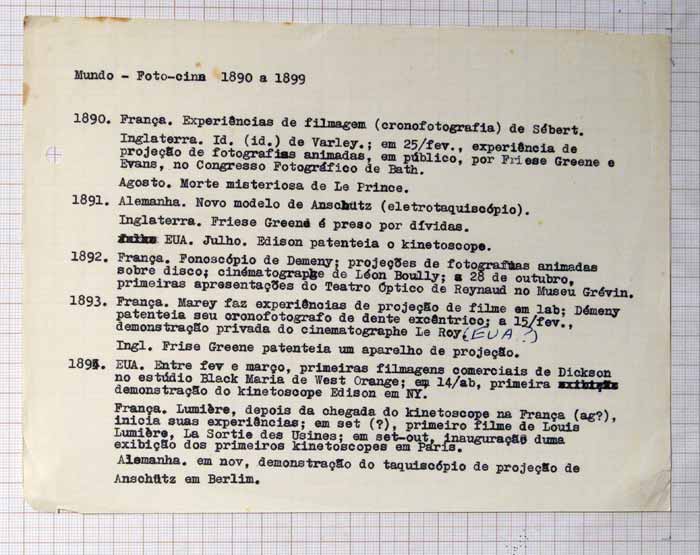 Mundo - Foto-cinn 1890 a 1899
1890. França. Experiências de filmagem (cronofotografia) de Sébert.
Inglaterra. Id. (id.) de Varley.; em 25/fev., experiência de
projeção de fotografias animadas, em público, por Friese Greene e
Evans, no Congresso Fotográfico de Bath.
Agosto. Morte misteriosa de Le Prince.
1891. Alemanha. Novo modelo de Anschütz (eletrotaquiscópio).
Inglaterra. Friese Greene é preso por dívidas.
EUA. Julho. Edison patenteia o kinetoscope.
1892. França. Fonoscópio de Demeny; projeções de fotografias animadas
sobre disco; cinématographe de Léon Boully; a 28 de outubro,
primeiras apresentações do Teatro Óptico de Reynaud no Museu Grévin.
1893. França. Marey faz experiências de projeção de filme em lab; Démeny
patenteia seu cronofotografo de dente excêntrico; a 15/fev.,
demonstração privada do cinematographe Le Roy. (EUA?)
Ingl. Frise Greene patenteia um aparelho de projeção.
1894. EUA. Entre fev e março, primeiras filmagens comerciais de Dickson
no estúdio Black Maria de West Orange; em 14/ab, primeira exibição
demonstração do kinetoscope Edison em NY.
França. Lumière, depois da chegada do kinetoscope na França (ag?),
inicia suas experiências; em set (?), primeiro filme de Louis
Lumière, La Sortie des Usines; em set-out, inauguração duma
exibição dos primeiros kinetoscopes em Paris.
Alemanha. em nov, demonstração do taquiscópio de projeção de
Anschütz em Berlim.